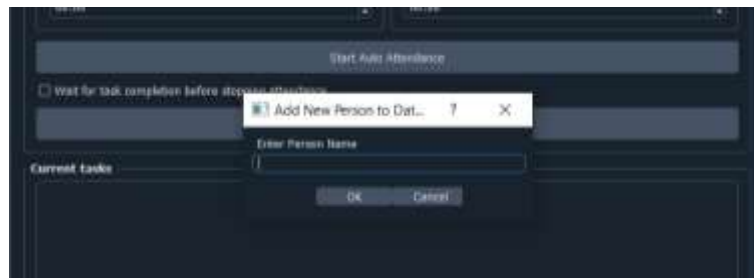 Start Auto Attendance
Wait for task completion before stopping attendance
Add New Person to Dat...
?
Enter Person Name
OK
Cancel
Current tasks